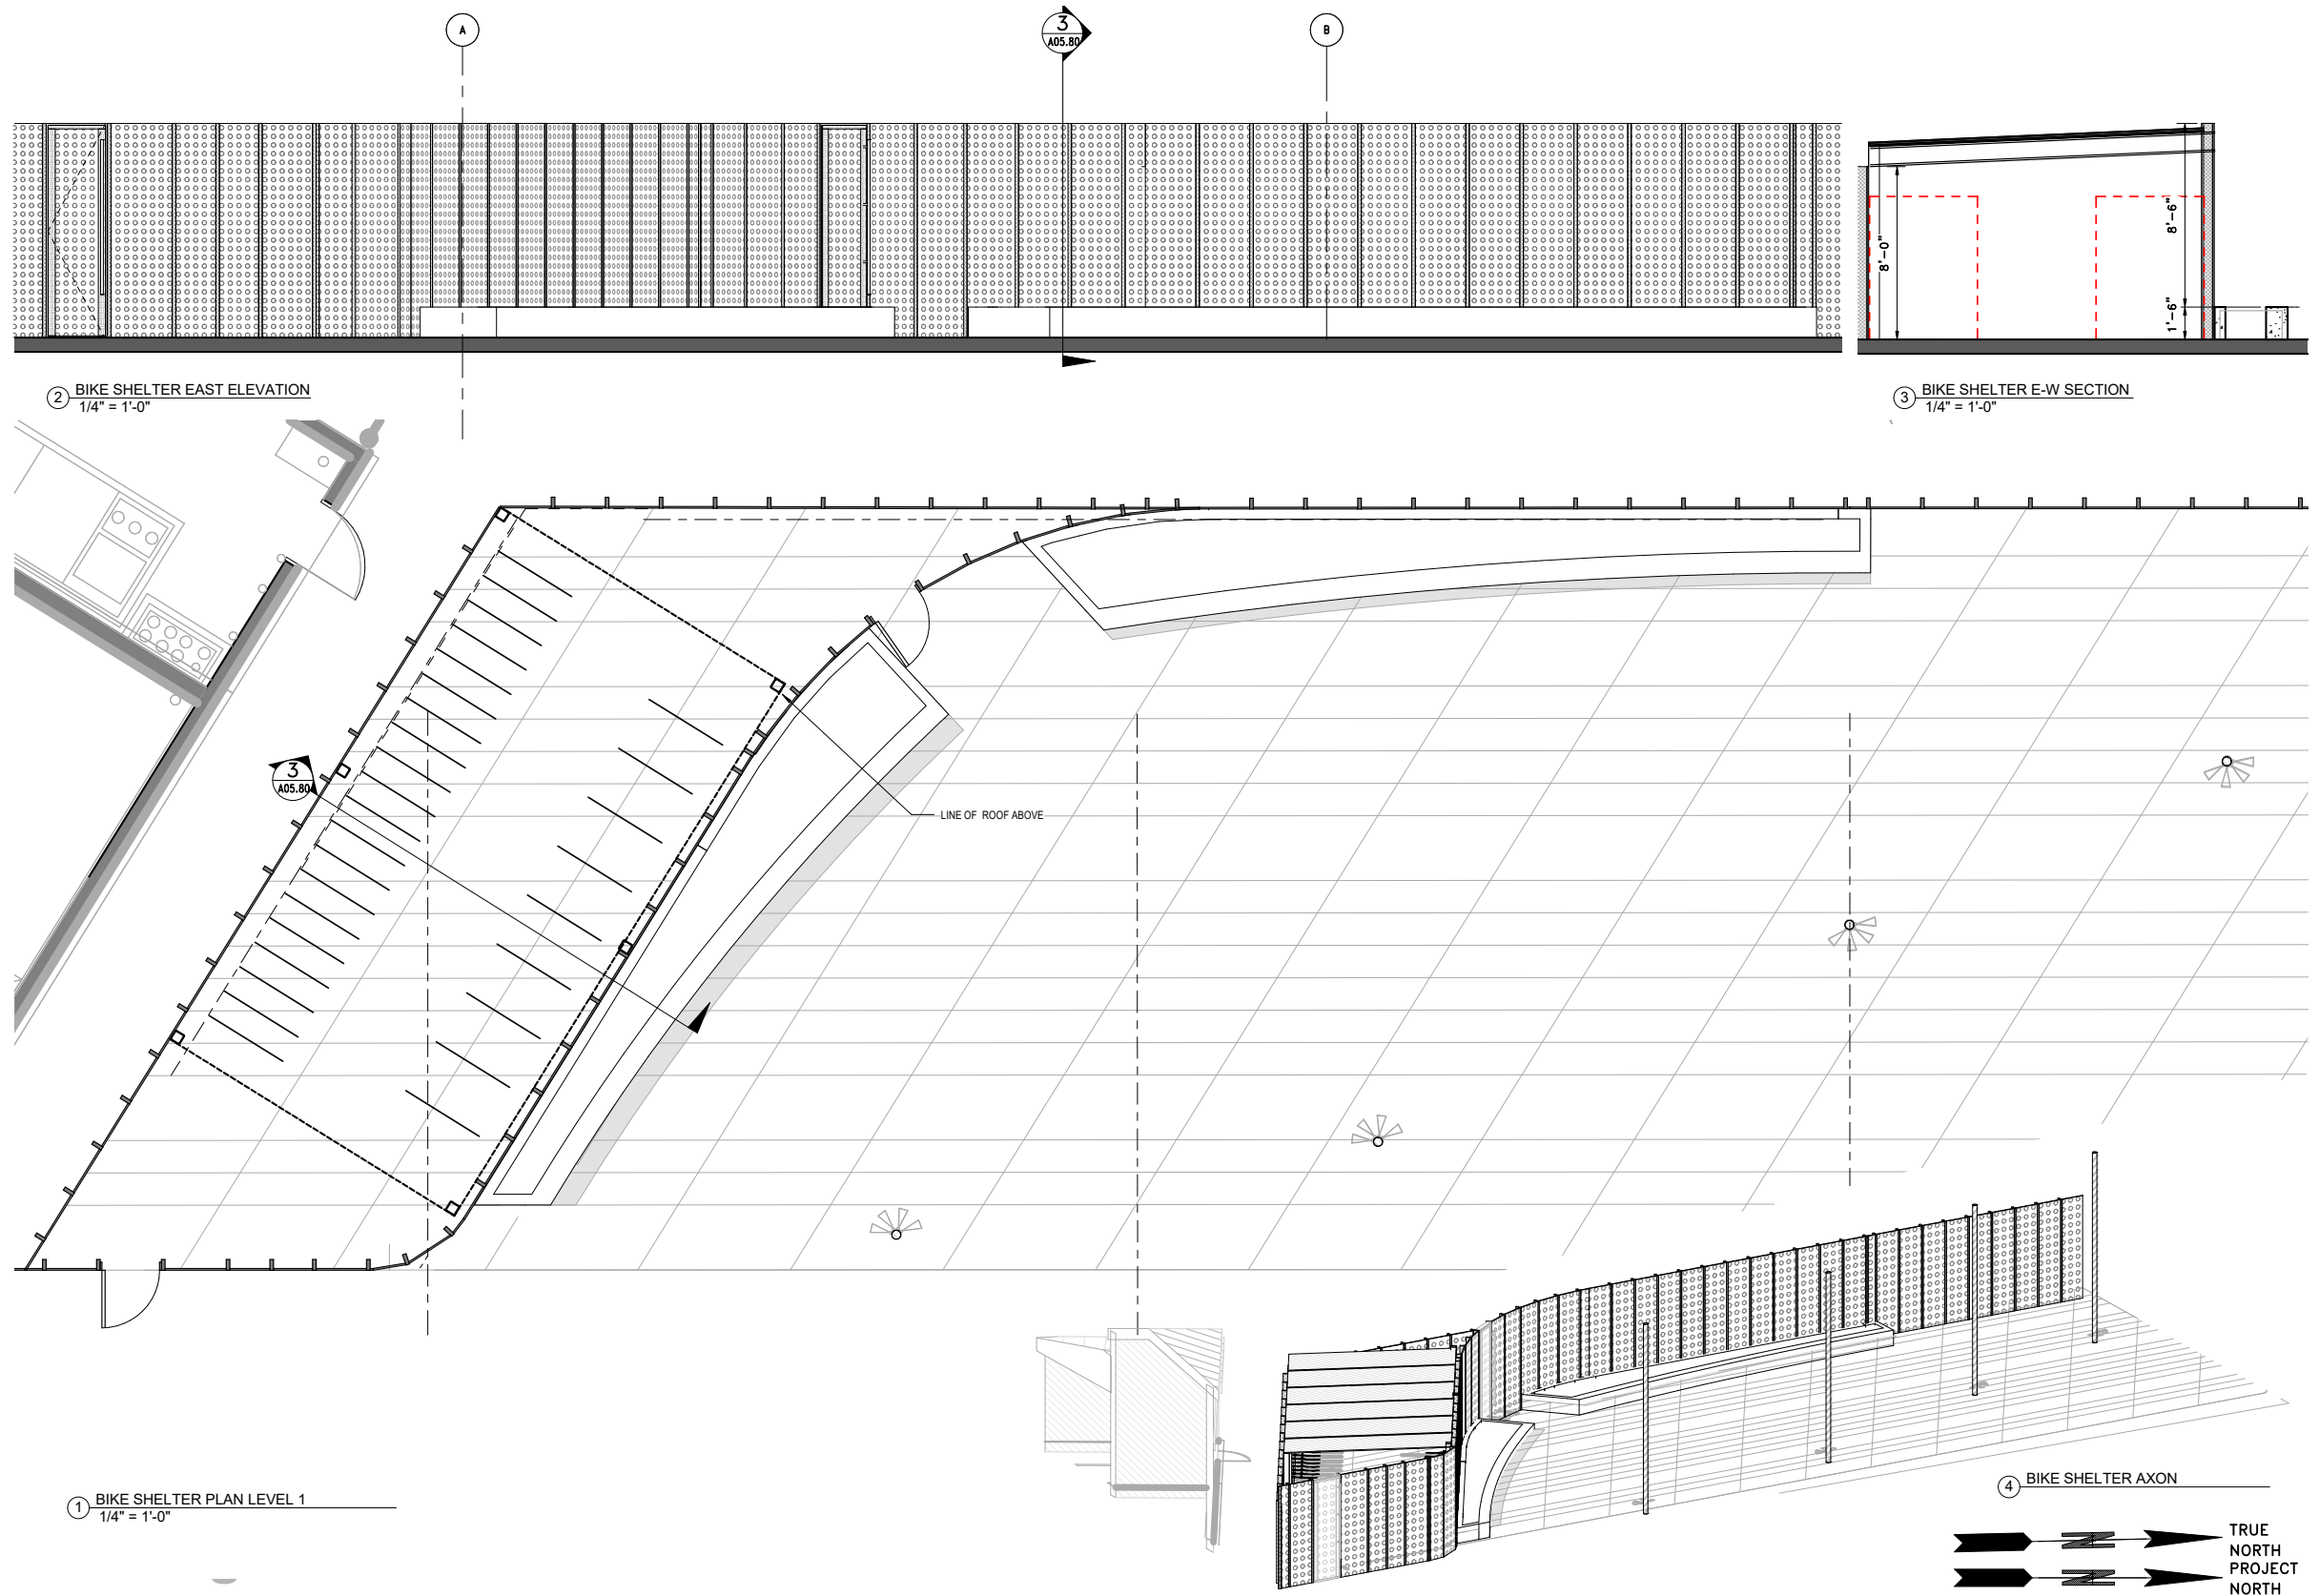 A
3
A05.80
B
8'-0"
8'-6"
1'-6"
2 BIKE SHELTER EAST ELEVATION
1/4" = 1'-0"
3 BIKE SHELTER E-W SECTION
1/4" = 1'-0"
3
A05.80
LINE OF ROOF ABOVE
1 BIKE SHELTER PLAN LEVEL 1
1/4" = 1'-0"
4 BIKE SHELTER AXON
TRUE
NORTH
PROJECT
NORTH